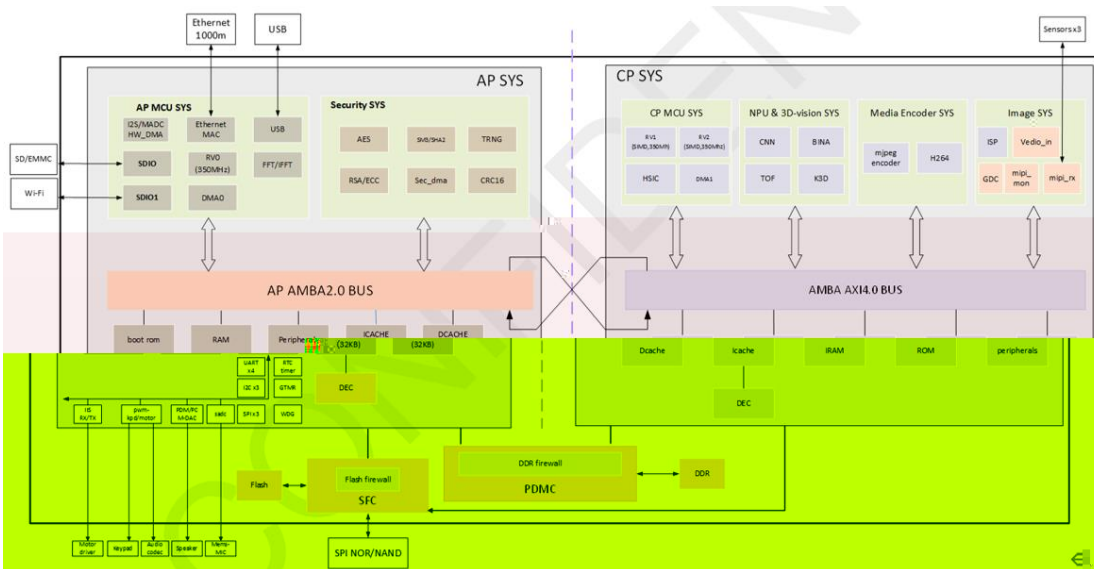 Ethernet
1000m
USB
Sensors x3
AP SYS
CP SYS
AP MCU SYS
I2S/MADC
HW_DMA
Ethernet
MAC
USB
SDIO
RV0
(350MHz)
FFT/IFFT
SDIO1
DMA0
SD/EMMC
Wi-Fi
Security SYS
AES
SM3/SHA2
TRNG
RSA/ECC
Sec_dma
CRC16
CP MCU SYS
RV1
(SIMD,350M)
RV2
(SIMD,350MHz)
HSIC
DMA1
NPU & 3D-vision SYS
CNN
BINA
TOF
K3D
Media Encoder SYS
mjpeg
encoder
H264
Image SYS
ISP
Vedio_in
GDC
mipi_
mon
mipi_rx
AP AMBA2.0 BUS
AMBA AXI4.0 BUS
boot rom
RAM
ICACHE
(32KB)
DCACHE
(32KB)
Dcache
Icache
IRAM
ROM
peripherals
UART
x4
RTC
timer
I2C x3
GTMR
DEC
DEC
IIS
RX/TX
pwm-
kpd/motor
PDM/PC
M-DAC
sadc
SPI x3
WDG
Flash
Flash firewall
SFC
DDR firewall
PDMC
DDR
Motor
driver
Keypad
Audio
codec
Speaker
Mems-
MIC
SPI NOR/NAND
CONFIDEN